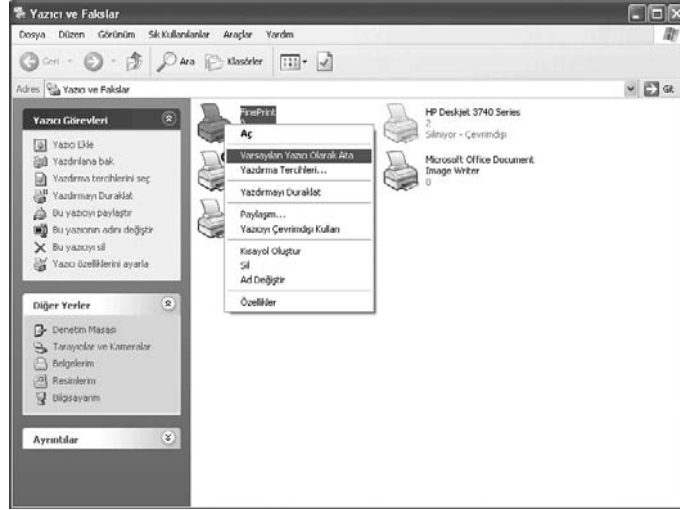 Yazıcı ve Fakslar
Dosya Düzen Görünüm Sık Kullanılanlar Araçlar Yardım
Geri Ara Klasörler
Adres Yazıcı ve Fakslar Git
Yazıcı Görevleri
Yazıcı Ekle
Yazdırılana bak
Yazdırma tercihlerini seç
Yazdırmayı Duraklat
Bu yazıcıyı paylaştır
Bu yazıcının adını değiştir
Bu yazıcıyı sil
Yazıcı özelliklerini ayarla
Diğer Yerler
Denetim Masası
Tarayıcılar ve Kameralar
Belgelerim
Resimlerim
Bilgisayarım
Ayrıntılar
FinePrint
Aç
Varsayılan Yazıcı Olarak Ata
Yazdırma Tercihleri...
Yazdırmayı Duraklat
Paylaşım...
Yazıcıyı Çevrimdışı Kullan
Kısayol Oluştur
Sil
Ad Değiştir
Özellikler
HP Deskjet 3740 Series
2
Siliniyor - Çevrimdışı
Microsoft Office Document
Image Writer
0